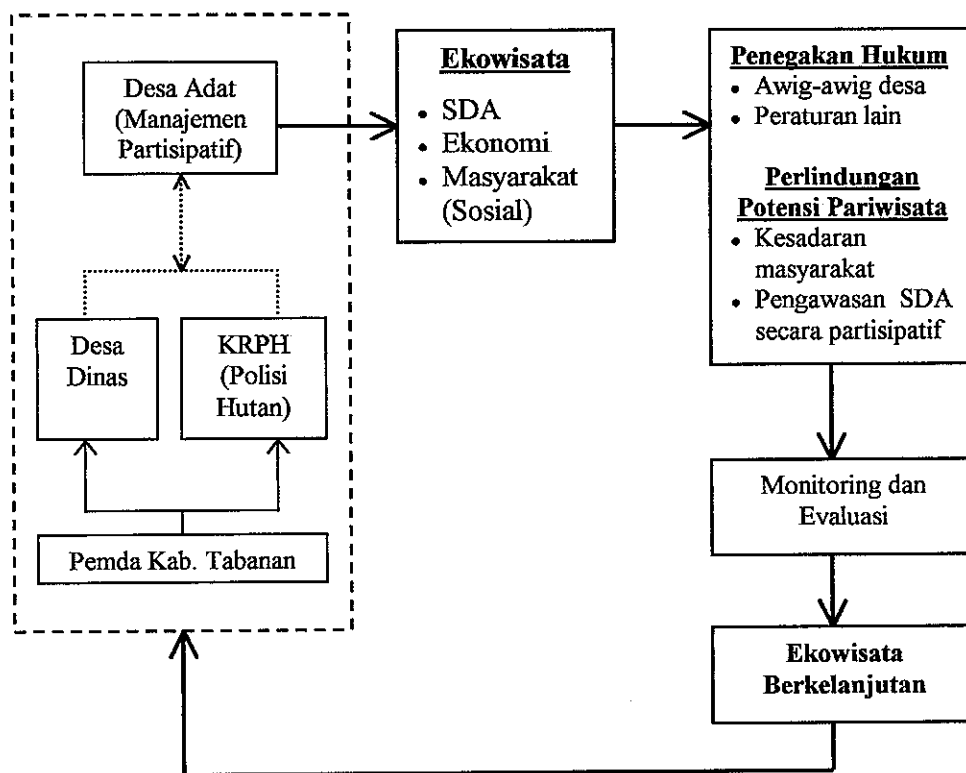 Desa Adat
(Manajemen
Partisipatif)
Desa
Dinas
KRPH
(Polisi
Hutan)
Pemda Kab. Tabanan
Ekowisata
• SDA
• Ekonomi
• Masyarakat
(Sosial)
Penegakan Hukum
• Awig-awig desa
• Peraturan lain
Perlindungan
Potensi Pariwisata
• Kesadaran
masyarakat
• Pengawasan SDA
secara partisipatif
Monitoring dan
Evaluasi
Ekowisata
Berkelanjutan